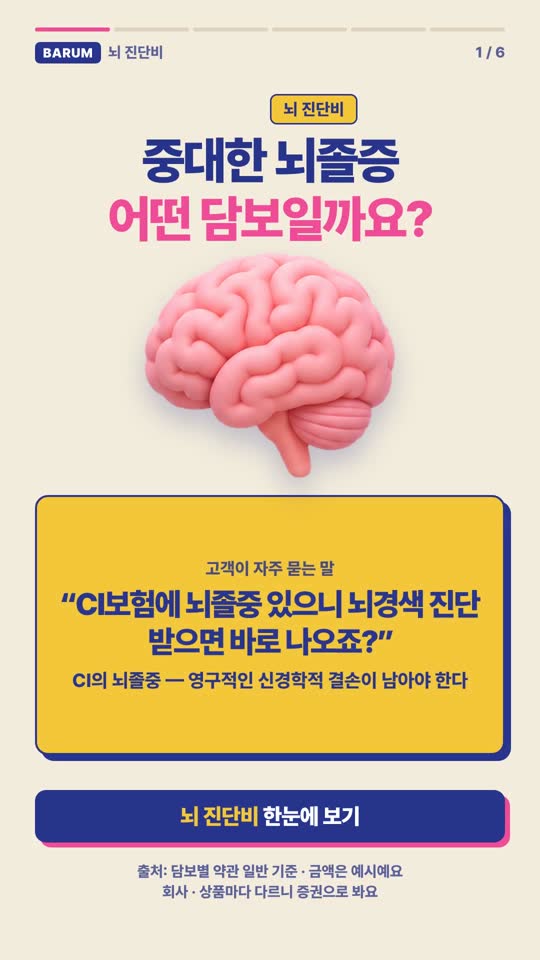 BARUM 뇌 진단비 1 / 6
뇌 진단비
중대한 뇌졸증
어떤 담보일까요?
고객이 자주 묻는 말
“CI보험에 뇌졸중 있으니 뇌경색 진단
받으면 바로 나오죠?”
CI의 뇌졸중 — 영구적인 신경학적 결손이 남아야 한다
뇌 진단비 한눈에 보기
출처: 담보별 약관 일반 기준 · 금액은 예시예요
회사 · 상품마다 다르니 증권으로 봐요